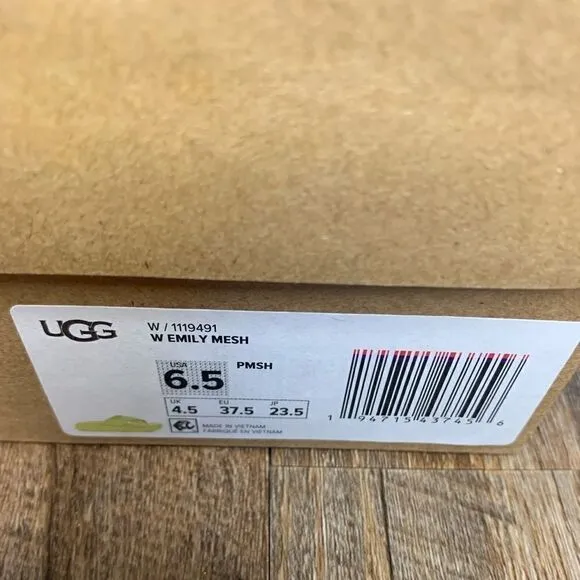 UGG
W / 1119491
W EMILY MESH
USA
6.5
PMSH
UK EU JP
4.5 37.5 23.5
MADE IN VIETNAM
FABRIQUÉ EN VIETNAM
1 94715 43745 6